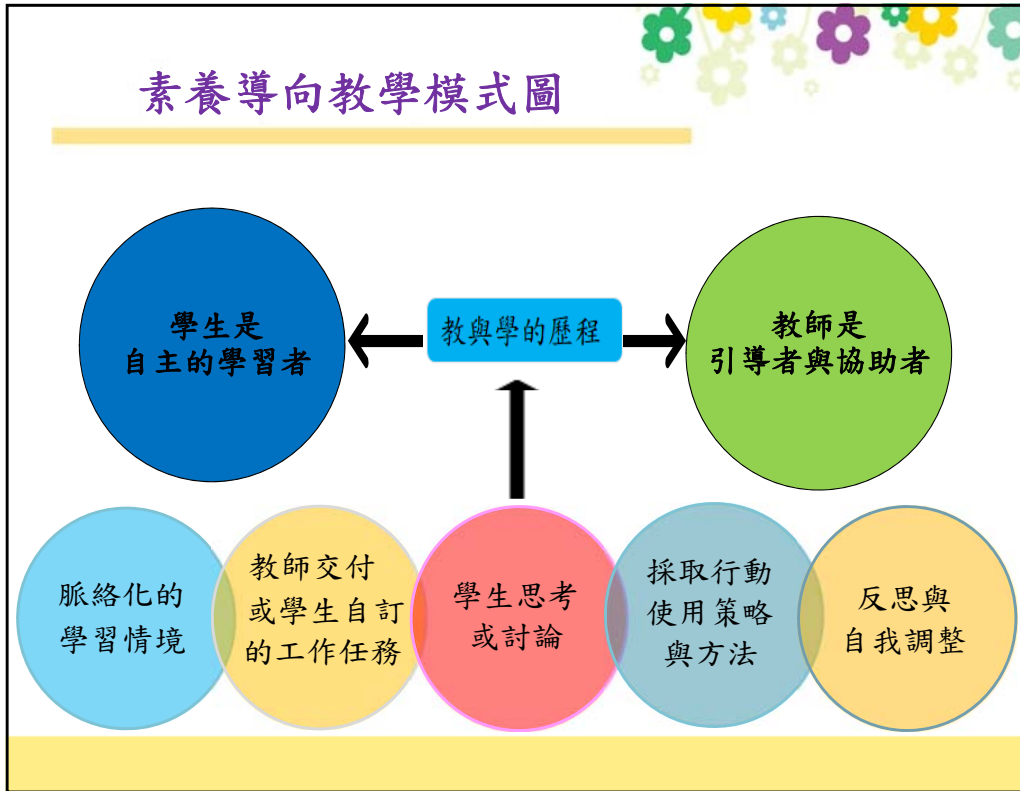 素養導向教學模式圖
學生是
自主的學習者
教與學的歷程
教師是
引導者與協助者
脈絡化的
學習情境
教師交付
或學生自訂
的工作任務
學生思考
或討論
採取行動
使用策略
與方法
反思與
自我調整